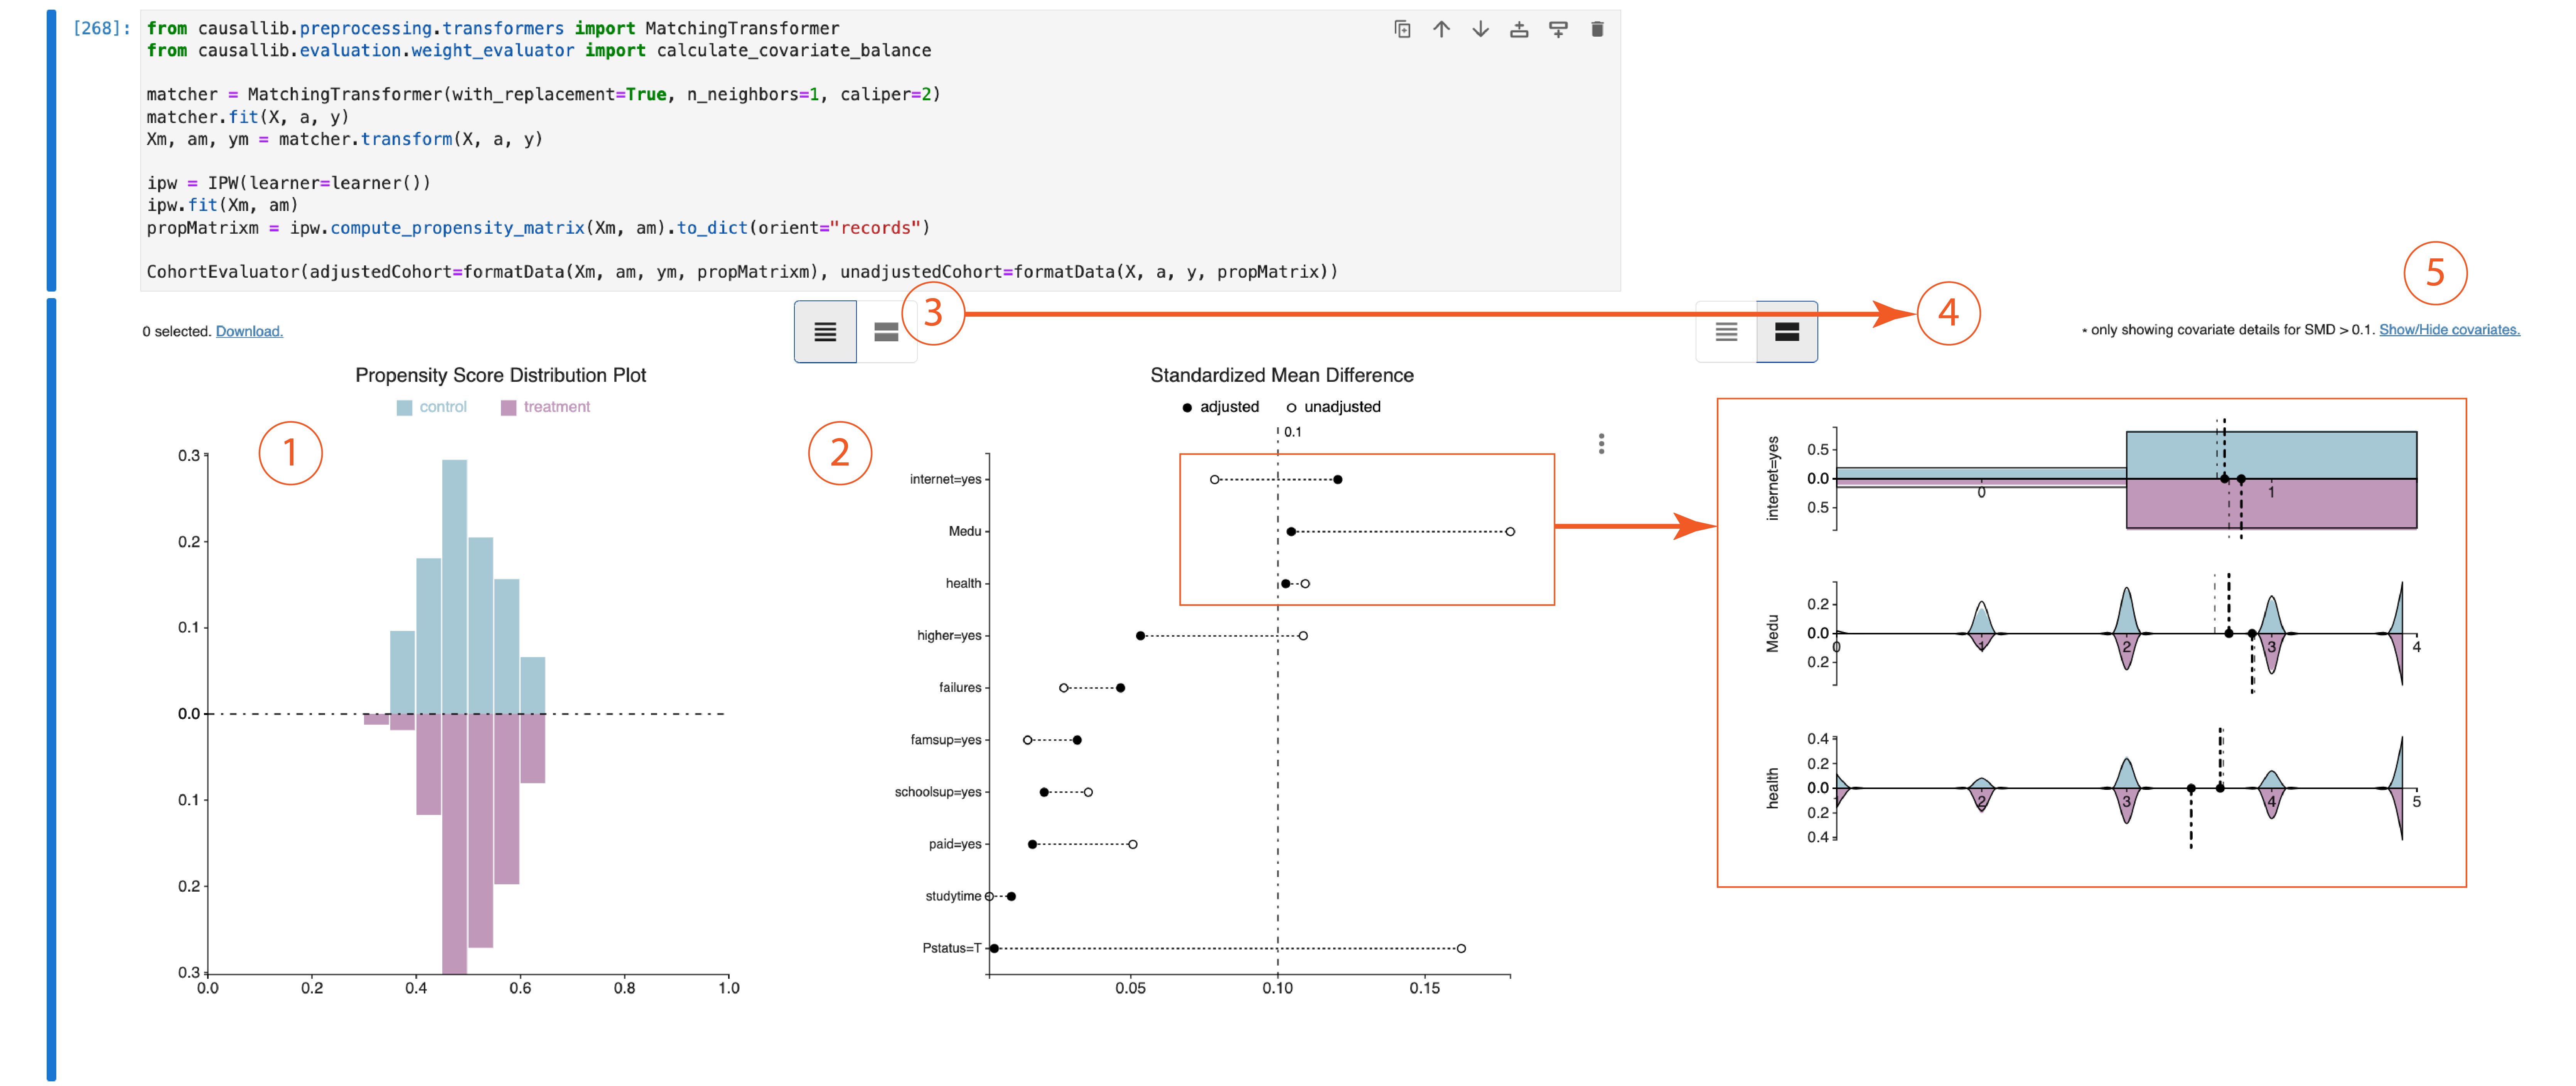 [268]: from causallib.preprocessing.transformers import MatchingTransformer
from causallib.evaluation.weight_evaluator import calculate_covariate_balance
matcher = MatchingTransformer(with_replacement=True, n_neighbors=1, caliper=2)
matcher.fit(X, a, y)
Xm, am, ym = matcher.transform(X, a, y)
ipw = IPW(learner=learner())
ipw.fit(Xm, am)
propMatrixm = ipw.compute_propensity_matrix(Xm, am).to_dict(orient="records")
CohortEvaluator(adjustedCohort=formatData(Xm, am, ym, propMatrixm), unadjustedCohort=formatData(X, a, y, propMatrix))
0 selected. Download.
3
4
5
* only showing covariate details for SMD > 0.1. Show/Hide covariates.
Propensity Score Distribution Plot
control treatment
1
0.3
0.2
0.1
0.0
0.1
0.2
0.3
0.0 0.2 0.4 0.6 0.8 1.0
Standardized Mean Difference
adjusted unadjusted
0.1
2
internet=yes
Medu
health
higher=yes
failures
famsup=yes
schoolsup=yes
paid=yes
studytime
Pstatus=T
0.05 0.10 0.15
internet=yes
0.5
0.0
0.5
0 1
Medu
0.2
0.0
0.2
0 1 2 3 4
health
0.4
0.2
0.0
0.2
0.4
2 3 4 5